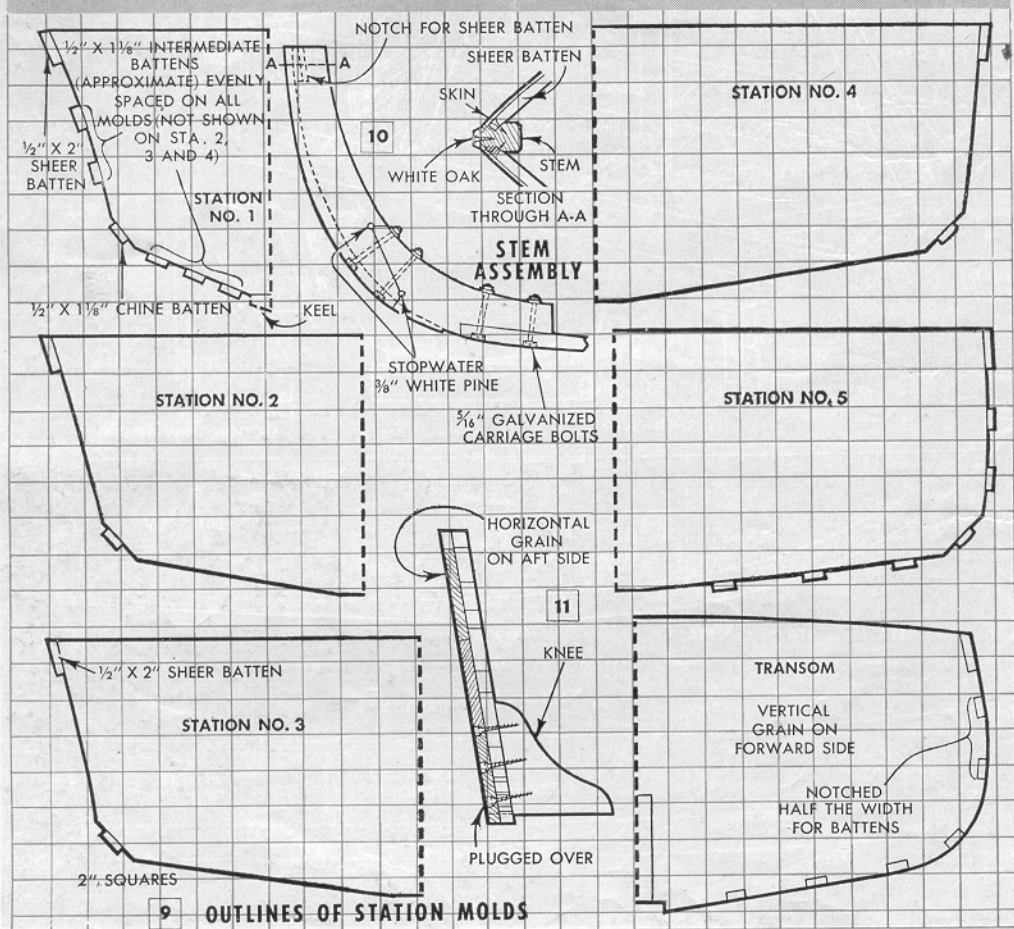 ½" X 1⅛" INTERMEDIATE
BATTENS
(APPROXIMATE) EVENLY
SPACED ON ALL
MOLDS (NOT SHOWN
ON STA. 2,
3 AND 4)
½" X 2"
SHEER
BATTEN
STATION
NO. 1
½" X 1⅛" CHINE BATTEN
KEEL
NOTCH FOR SHEER BATTEN
A
A
SHEER BATTEN
SKIN
10
WHITE OAK
STEM
SECTION
THROUGH A-A
STEM
ASSEMBLY
STOPWATER
⅜" WHITE PINE
5/16" GALVANIZED
CARRIAGE BOLTS
STATION NO. 4
STATION NO. 2
STATION NO. 5
HORIZONTAL
GRAIN
ON AFT SIDE
11
KNEE
PLUGGED OVER
½" X 2" SHEER BATTEN
STATION NO. 3
2" SQUARES
TRANSOM
VERTICAL
GRAIN ON
FORWARD SIDE
NOTCHED
HALF THE WIDTH
FOR BATTENS
9 OUTLINES OF STATION MOLDS